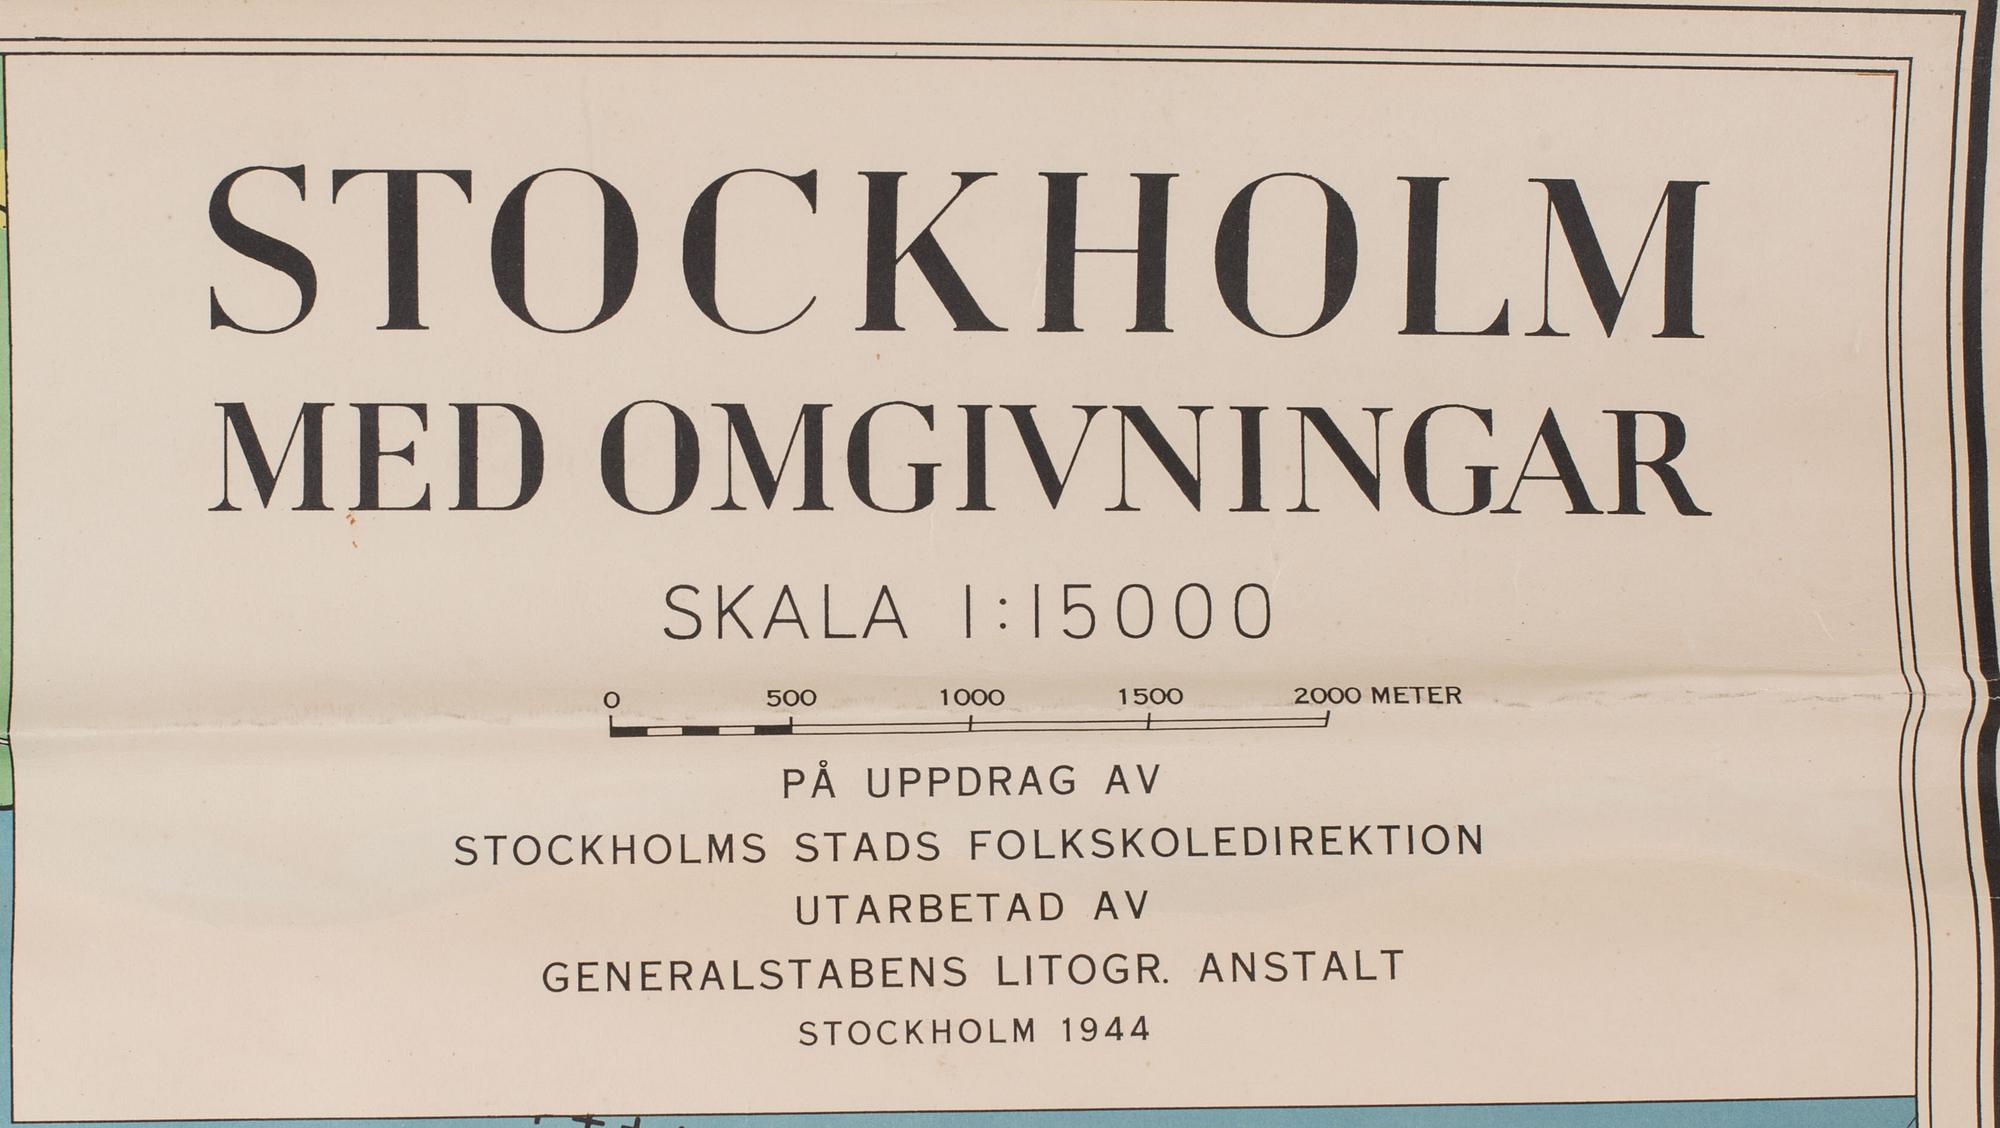 STOCKHOLM
MED OMGIVNINGAR
SKALA 1:15000
0 500 1000 1500 2000 METER
PÅ UPPDRAG AV
STOCKHOLMS STADS FOLKSKOLEDIREKTION
UTARBETAD AV
GENERALSTABENS LITOGR. ANSTALT
STOCKHOLM 1944